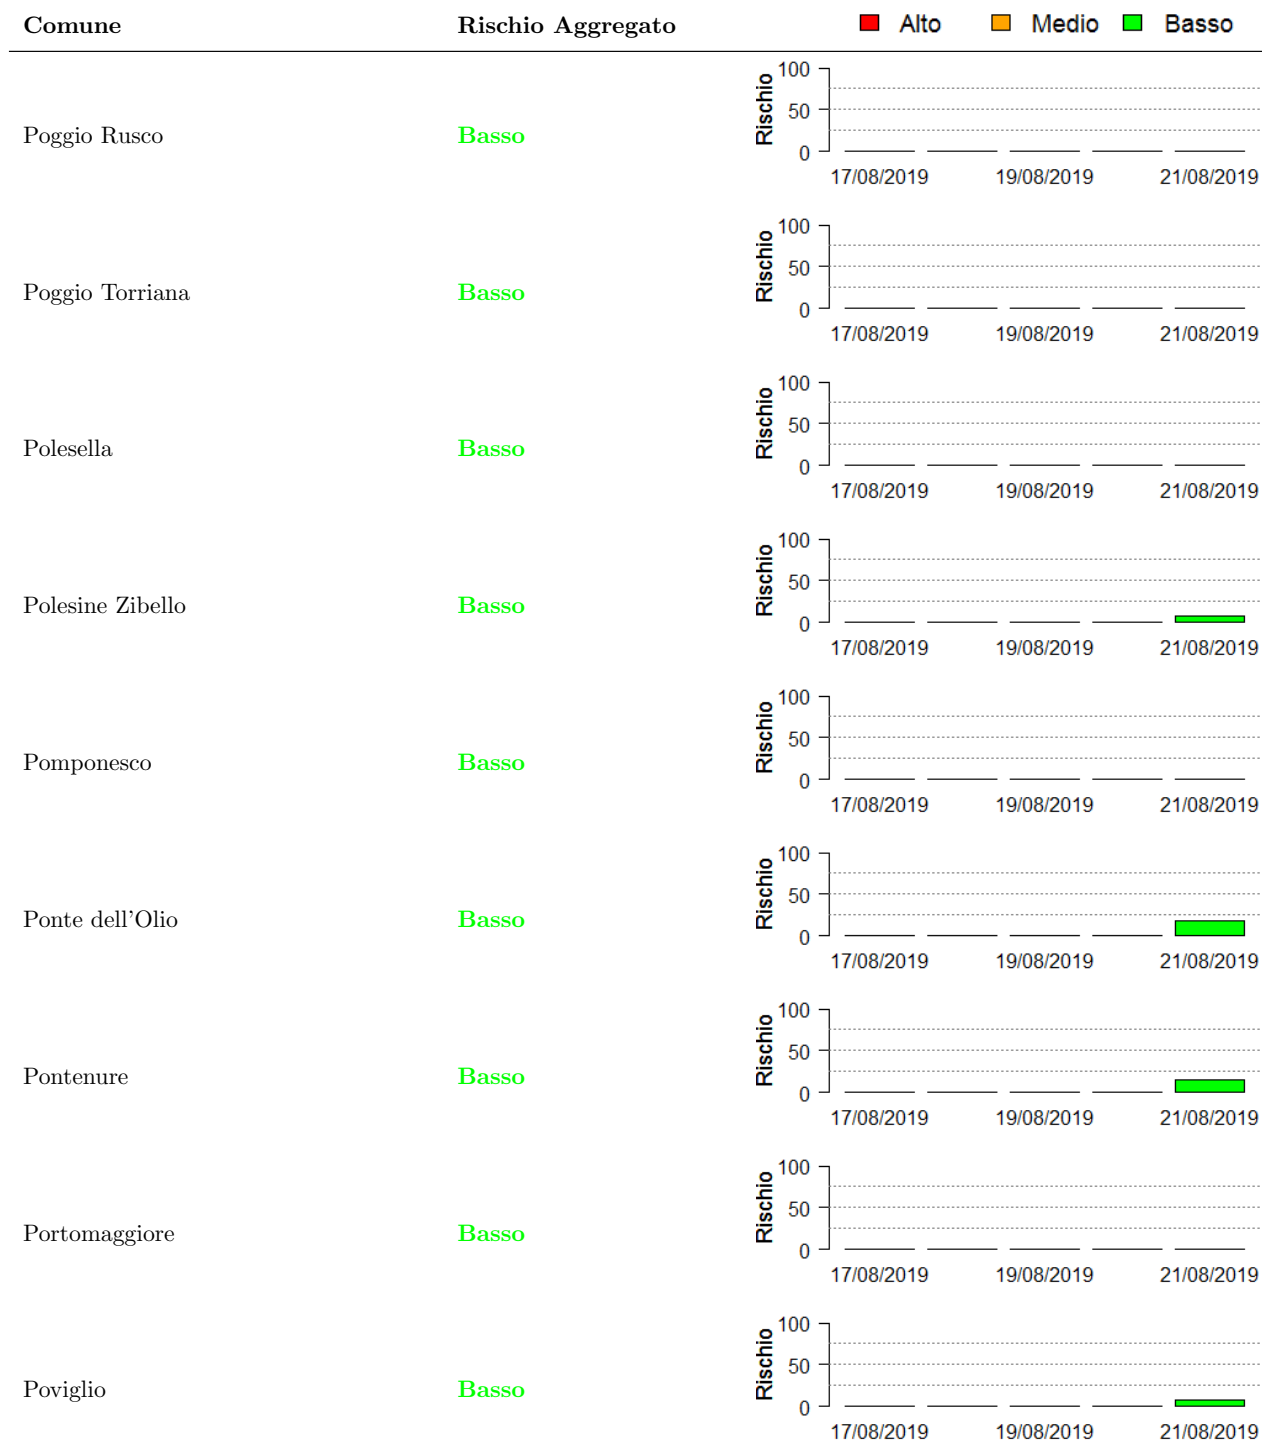 Comune Rischio Aggregato Alto Medio Basso
100
50
0
Rischio
Poggio Rusco Basso
17/08/2019 19/08/2019 21/08/2019
100
50
0
Rischio
Poggio Torriana Basso
17/08/2019 19/08/2019 21/08/2019
100
50
0
Rischio
Polesella Basso
17/08/2019 19/08/2019 21/08/2019
100
50
0
Rischio
Polesine Zibello Basso
17/08/2019 19/08/2019 21/08/2019
100
50
0
Rischio
Pomponesco Basso
17/08/2019 19/08/2019 21/08/2019
100
50
0
Rischio
Ponte dell'Olio Basso
17/08/2019 19/08/2019 21/08/2019
100
50
0
Rischio
Pontenure Basso
17/08/2019 19/08/2019 21/08/2019
100
50
0
Rischio
Portomaggiore Basso
17/08/2019 19/08/2019 21/08/2019
100
50
0
Rischio
Poviglio Basso
17/08/2019 19/08/2019 21/08/2019